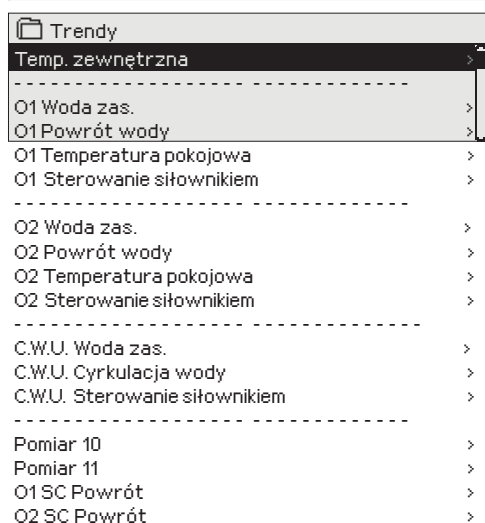 Trendy
Temp. zewnętrzna >
- - - - - - - - - - - - - - - - - - - - - - - - - - - - - - - - -
O1 Woda zas. >
O1 Powrót wody >
O1 Temperatura pokojowa >
O1 Sterowanie siłownikiem >
- - - - - - - - - - - - - - - - - - - - - - - - - - - - - - - - -
O2 Woda zas. >
O2 Powrót wody >
O2 Temperatura pokojowa >
O2 Sterowanie siłownikiem >
- - - - - - - - - - - - - - - - - - - - - - - - - - - - - - - - - -
C.W.U. Woda zas. >
C.W.U. Cyrkulacja wody >
C.W.U. Sterowanie siłownikiem >
- - - - - - - - - - - - - - - - - - - - - - - - - - - - - - - - -
Pomiar 10 >
Pomiar 11 >
O1 SC Powrót >
O2 SC Powrót >